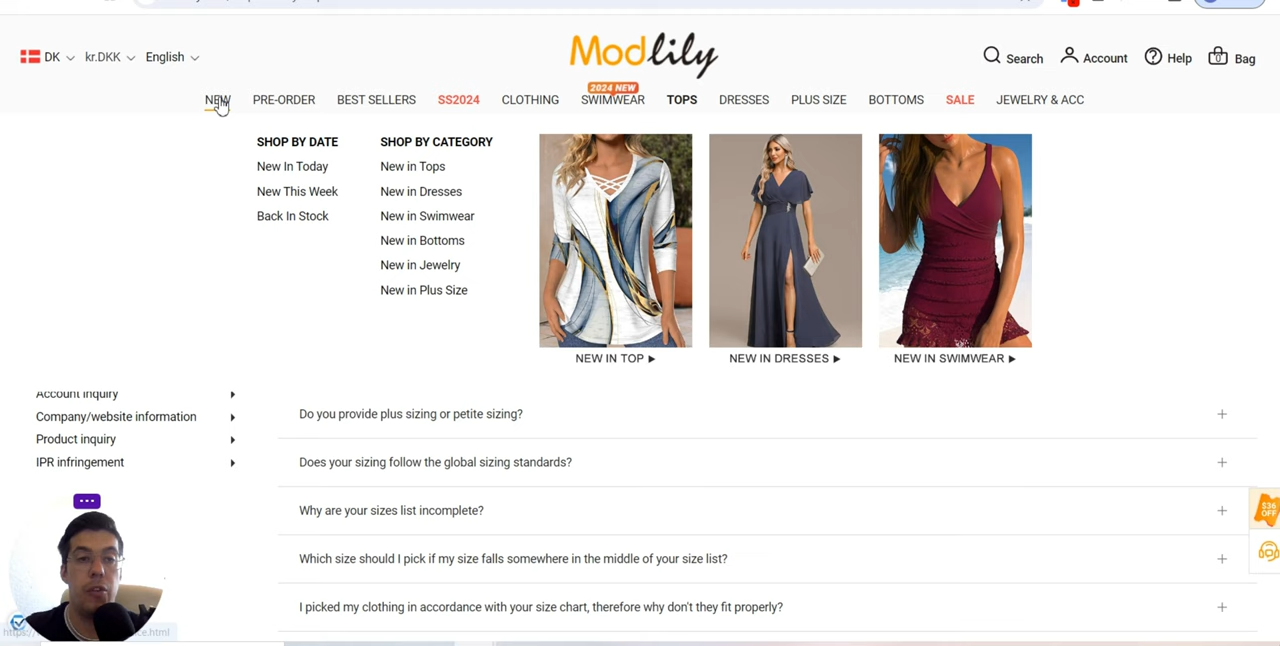 DK kr.DKK English
Modlily
Search Account Help 0 Bag
2024 NEW
NEW PRE-ORDER BEST SELLERS SS2024 CLOTHING SWIMWEAR TOPS DRESSES PLUS SIZE BOTTOMS SALE JEWELRY & ACC
SHOP BY DATE
New In Today
New This Week
Back In Stock
SHOP BY CATEGORY
New in Tops
New in Dresses
New in Swimwear
New in Bottoms
New in Jewelry
New in Plus Size
NEW IN TOP ▶
NEW IN DRESSES ▶
NEW IN SWIMWEAR ▶
Account inquiry
Company/website information
Product inquiry
IPR infringement
Do you provide plus sizing or petite sizing?
Does your sizing follow the global sizing standards?
Why are your sizes list incomplete?
Which size should I pick if my size falls somewhere in the middle of your size list?
I picked my clothing in accordance with your size chart, therefore why don't they fit properly?
$36
OFF